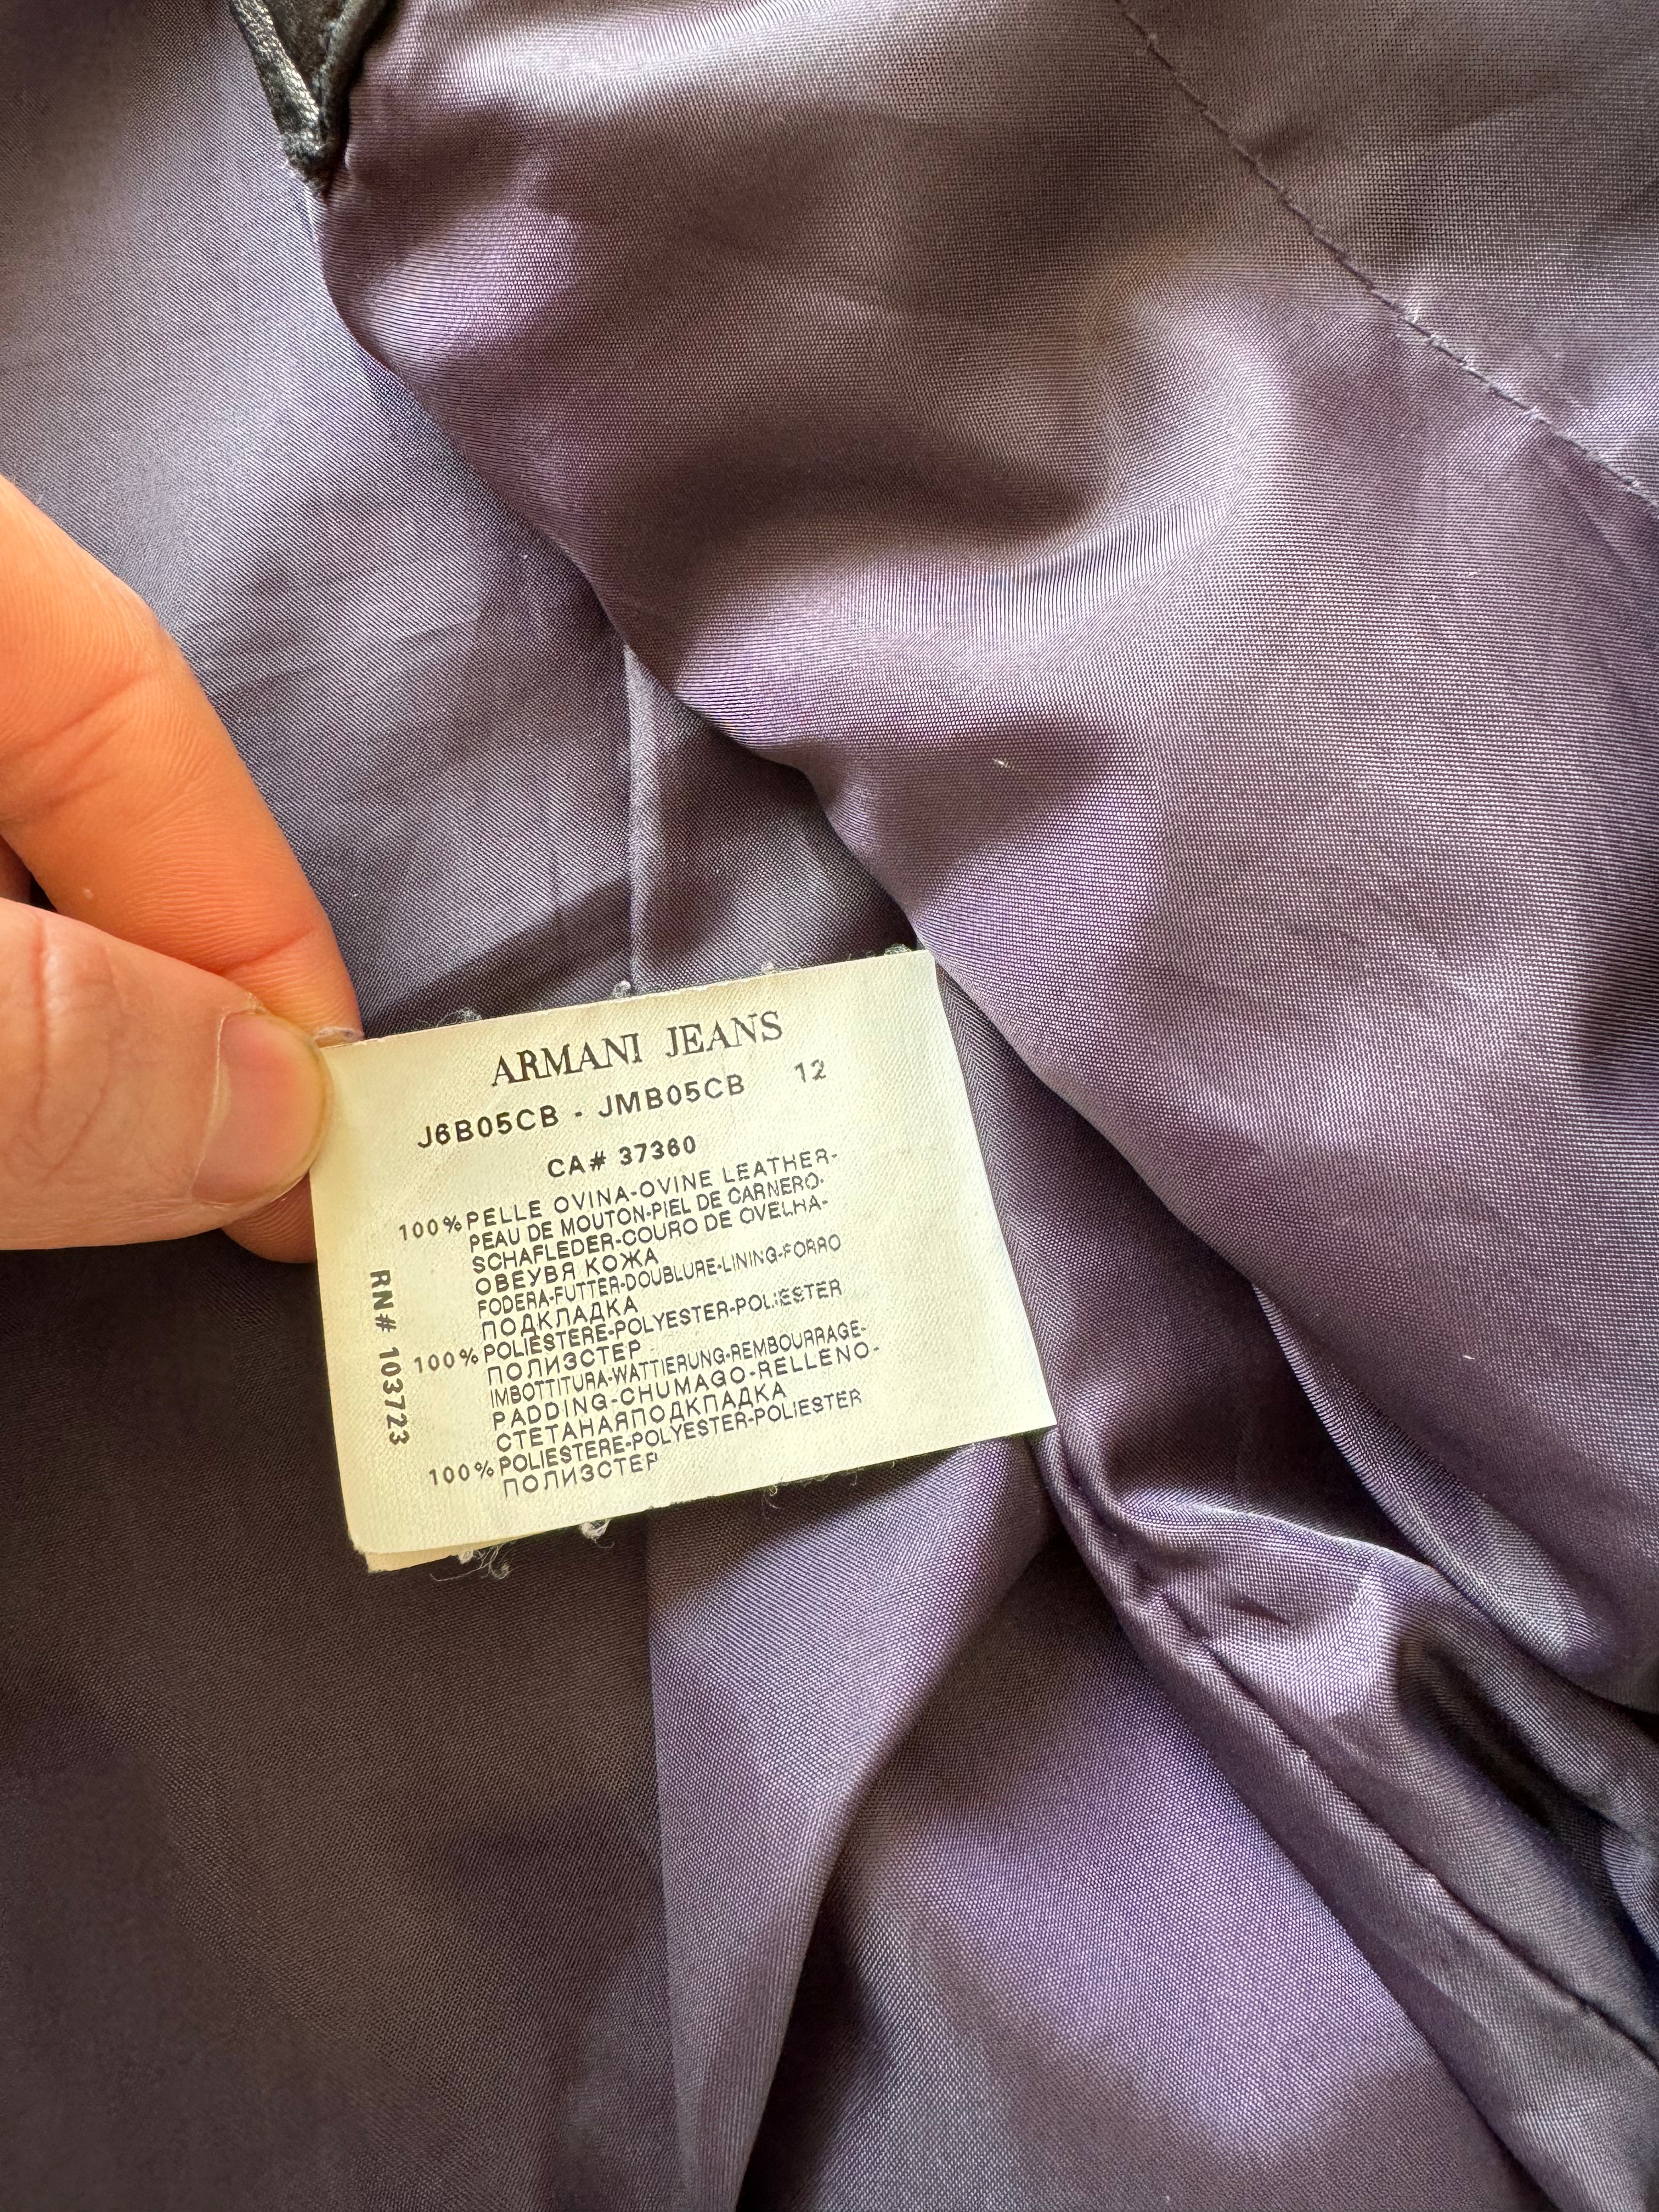 ARMANI JEANS
J6B05CB - JMB05CB 12
CA# 37360
100% PELLE OVINA-OVINE LEATHER-
PEAU DE MOUTON-PIEL DE CARNERO-
SCHAFLEDER-COURO DE OVELHA-
ОВЕУВЯ КОЖА
FODERA-FUTTER-DOUBLURE-LINING-FORRO
ПОДКЛАДКА
100% POLIESTERE-POLYESTER-POLIESTER
ПОЛИЗСТЕР
IMBOTTITURA-WATTIERUNG-REMBOURRAGE-
PADDING-CHUMAGO-RELLENO-
СТЕТАНАЯПОДКПАДКА
100% POLIESTERE-POLYESTER-POLIESTER
ПОЛИЗСТЕР
RN# 103723